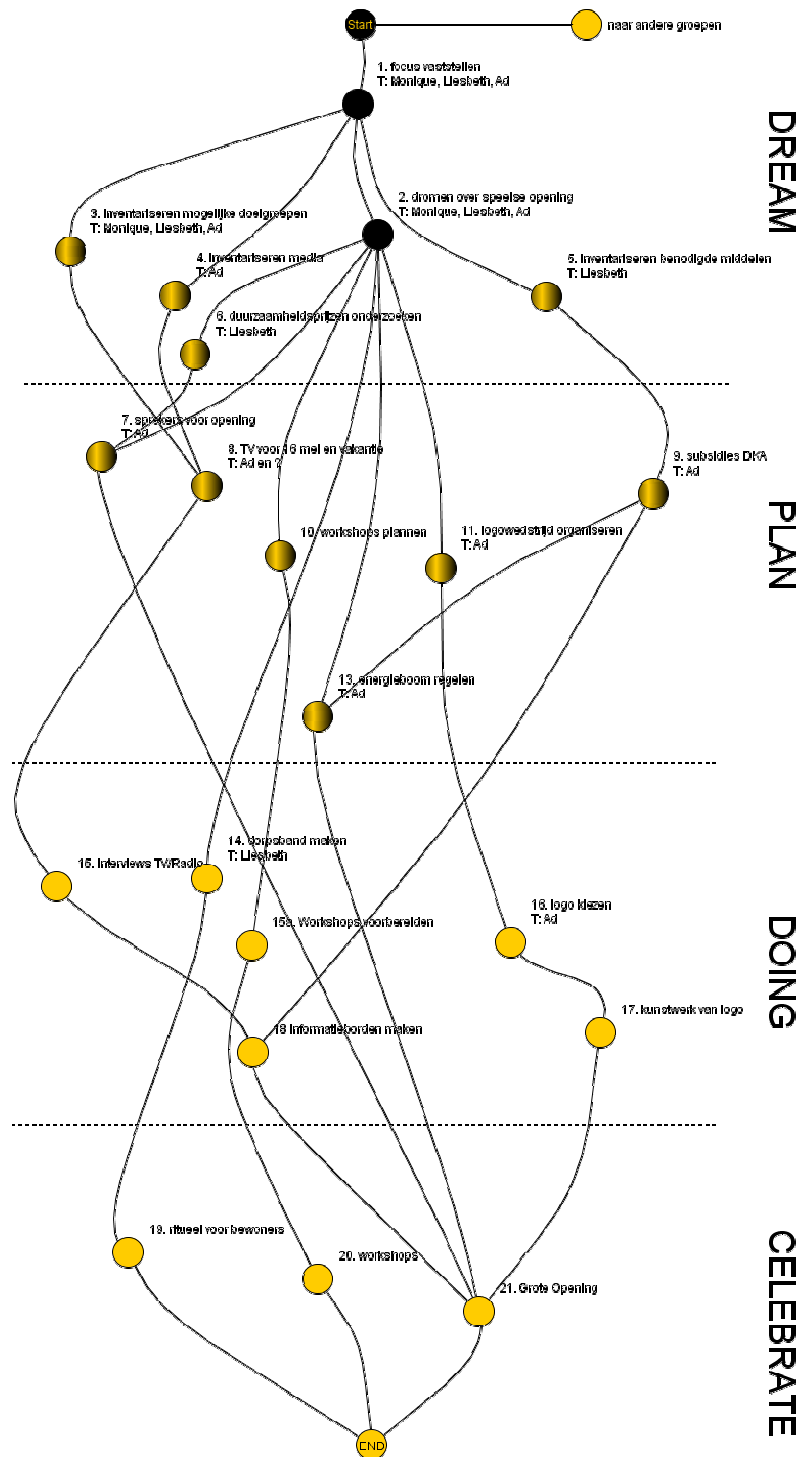 Start
naar andere groepen
1. focus vaststellen
T: Monique, Liesbeth, Ad
DREAM
2. dromen over speelse opening
T: Monique, Liesbeth, Ad
3. Inventariseren mogelijke doelgroepen
T: Monique, Liesbeth, Ad
4. Inventariseren media
T: Ad
5. Inventariseren benodigde middelen
T: Liesbeth
6. duurzaamheidsprijzen onderzoeken
T: Liesbeth
7. sprekers voor opening
T: Ad
8. TV voor 16 mei en vakantie
T: Ad en ?
9. subsidies DKA
T: Ad
PLAN
10. workshops plannen
11. logowedstrijd organiseren
T: Ad
13. energieboom regelen
T: Ad
14. dorpsband maken
T: Liesbeth
15. Interviews TV/Radio
16. logo kiezen
T: Ad
DOING
15a. Workshops voorbereiden
17. kunstwerk van logo
18 Informatieborden maken
19. ritueel voor bewoners
CELEBRATE
20. workshops
21. Grote Opening
END